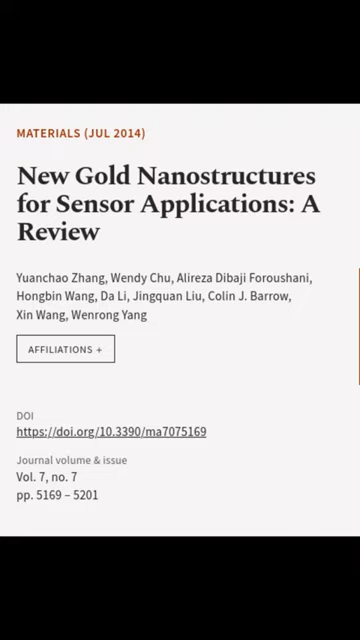 MATERIALS (JUL 2014)
New Gold Nanostructures
for Sensor Applications: A
Review
Yuanchao Zhang, Wendy Chu, Alireza Dibaji Foroushani,
Hongbin Wang, Da Li, Jingquan Liu, Colin J. Barrow,
Xin Wang, Wenrong Yang
AFFILIATIONS +
DOI
https://doi.org/10.3390/ma7075169
Journal volume & issue
Vol. 7, no. 7
pp. 5169 – 5201